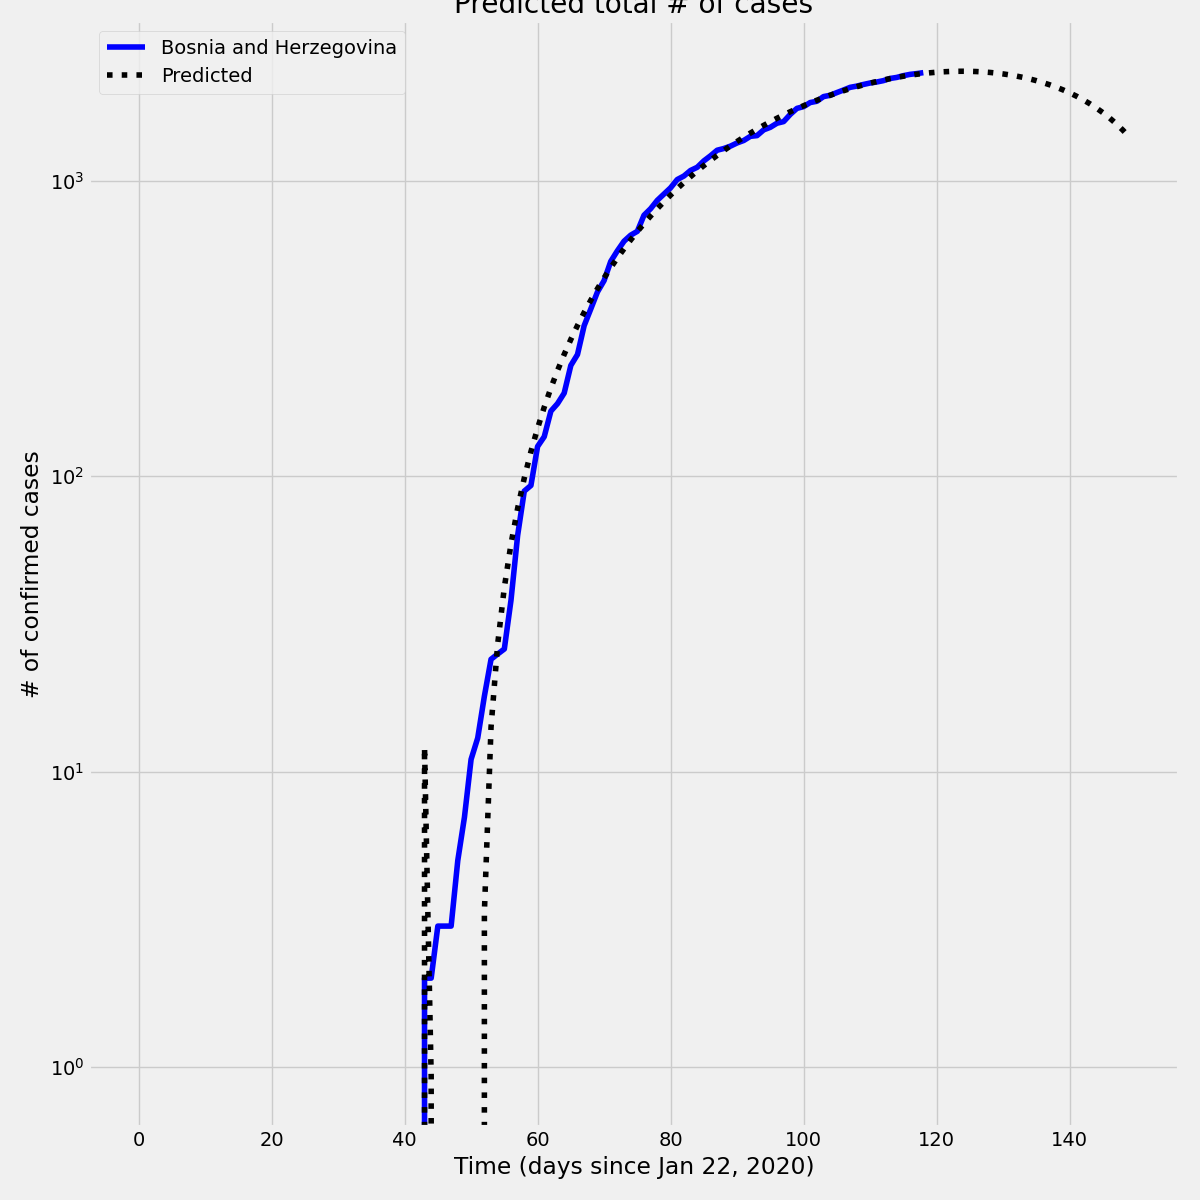 Predicted total # of cases
Bosnia and Herzegovina
Predicted
# of confirmed cases
10³
10²
10¹
10⁰
0 20 40 60 80 100 120 140
Time (days since Jan 22, 2020)